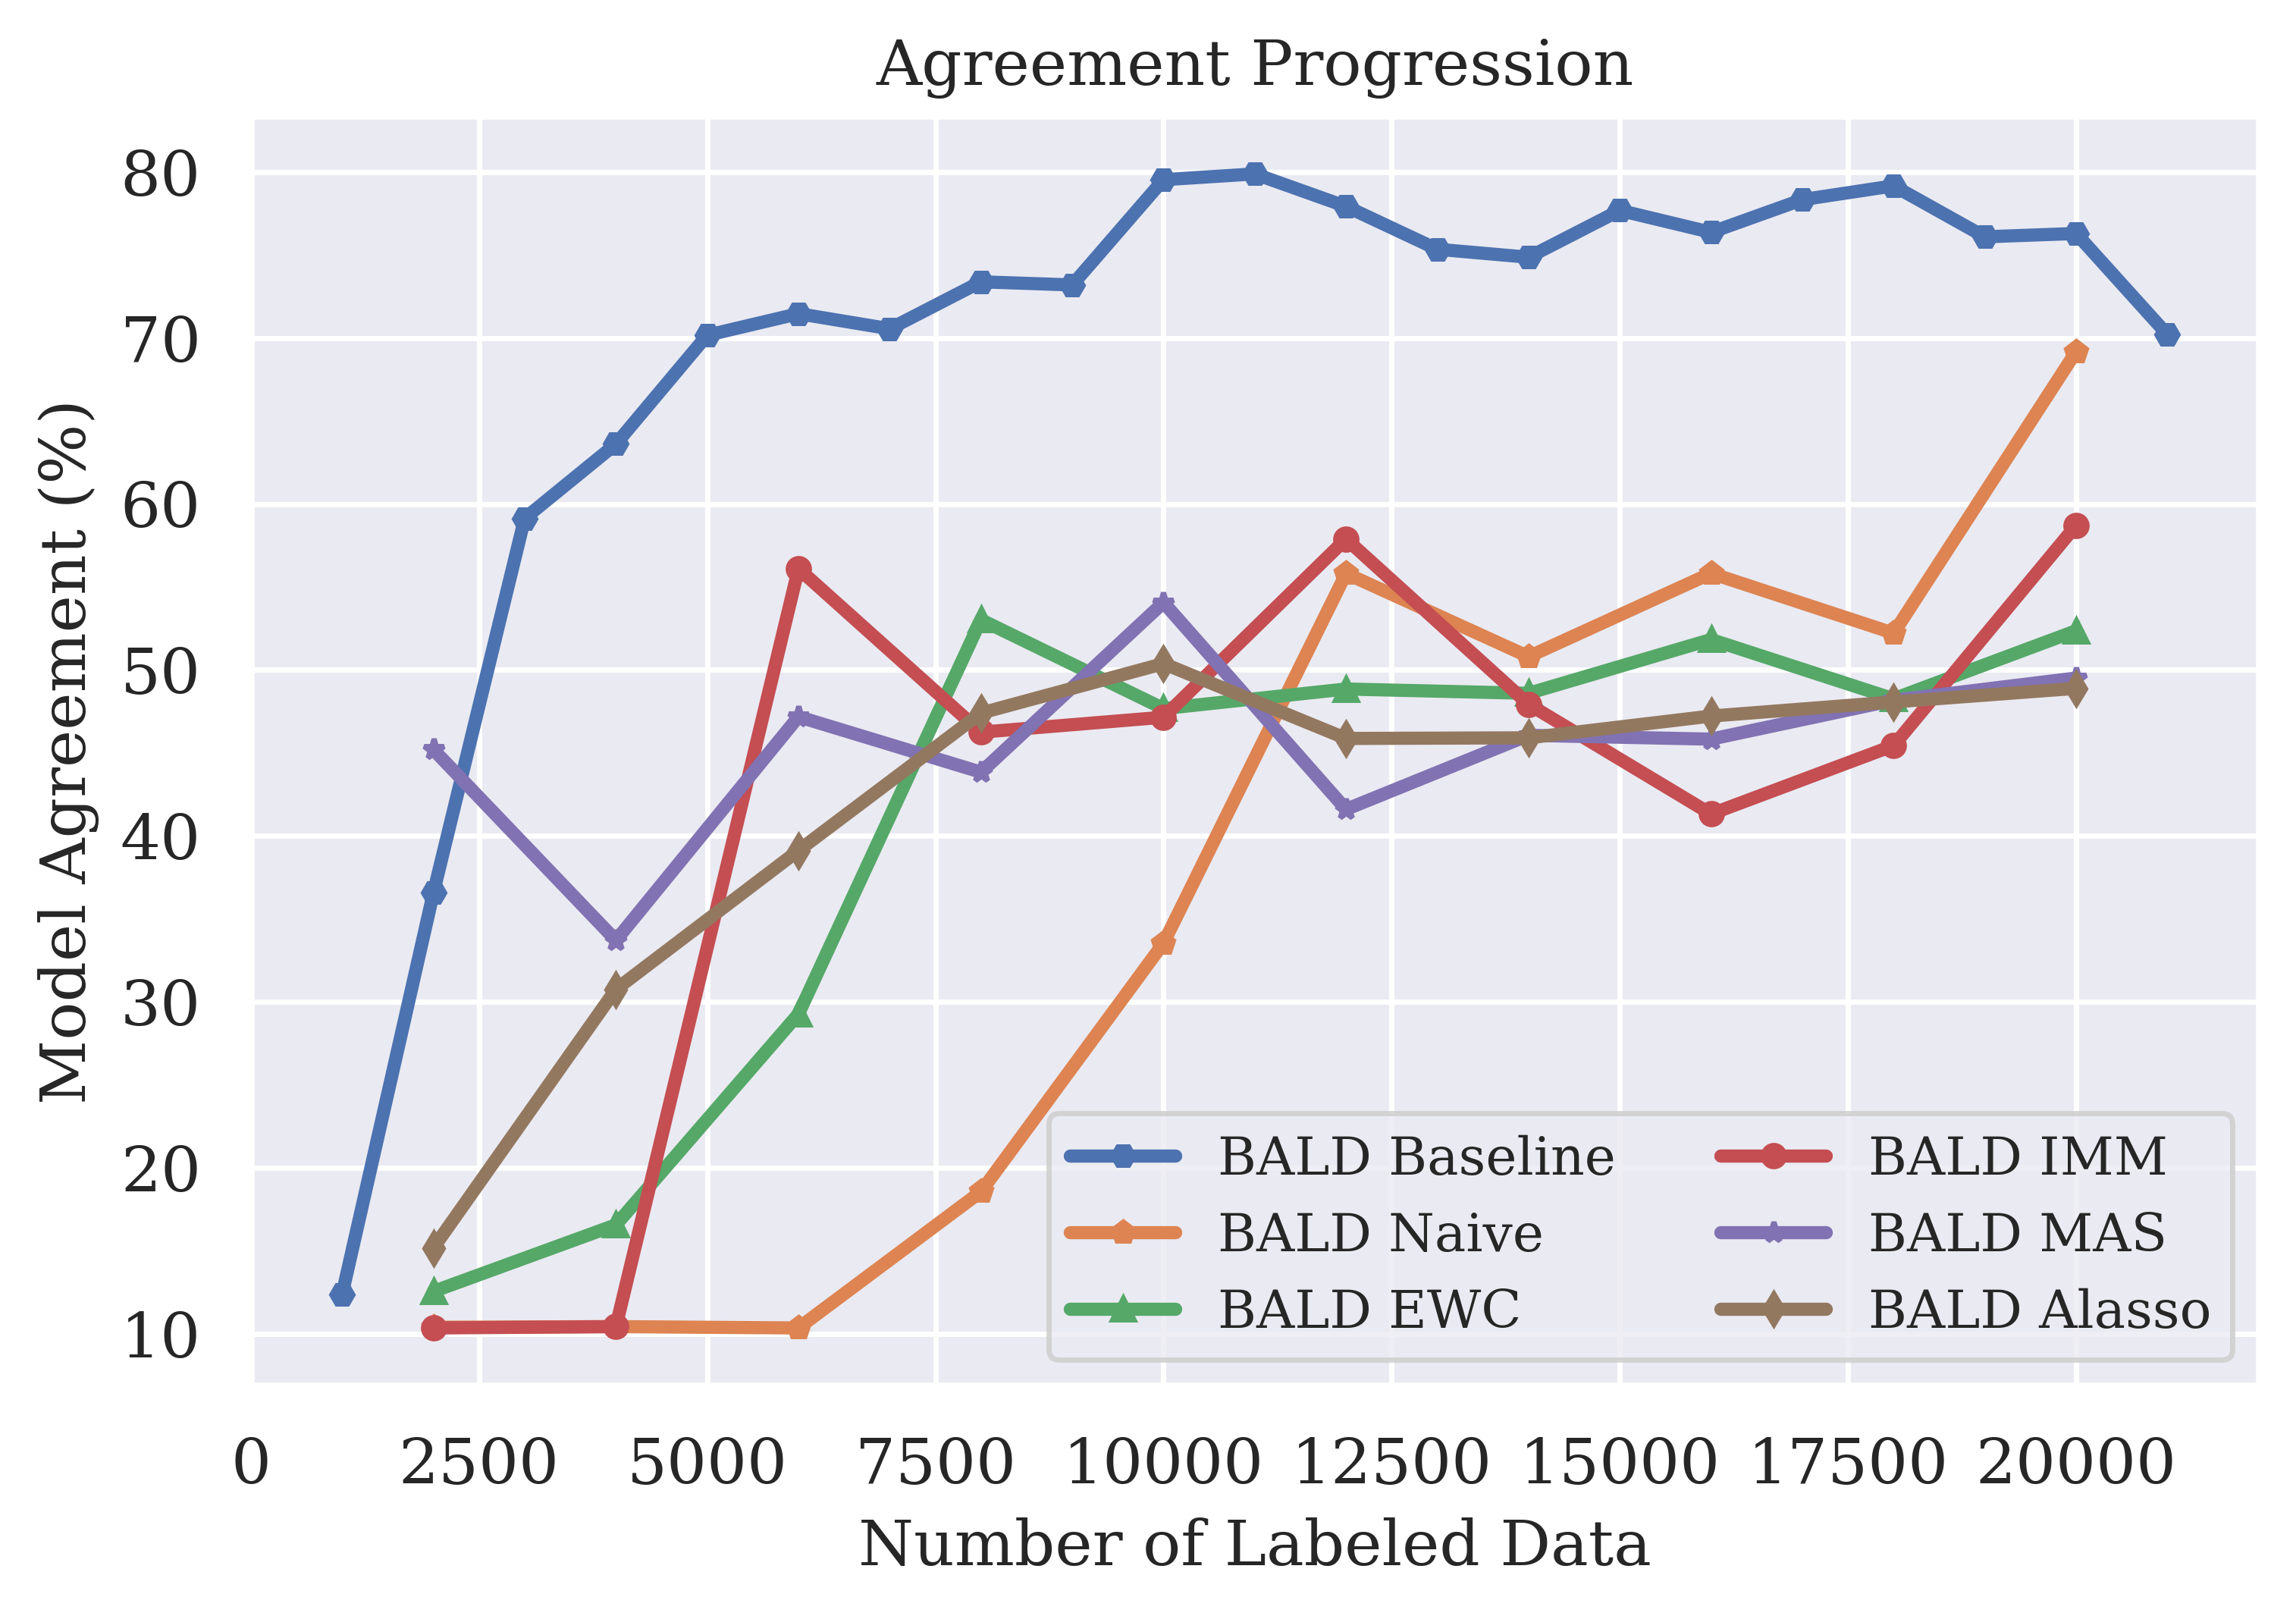 Agreement Progression
Model Agreement (%)
80
70
60
50
40
30
20
10
BALD Baseline
BALD Naive
BALD EWC
BALD IMM
BALD MAS
BALD Alasso
0 2500 5000 7500 10000 12500 15000 17500 20000
Number of Labeled Data